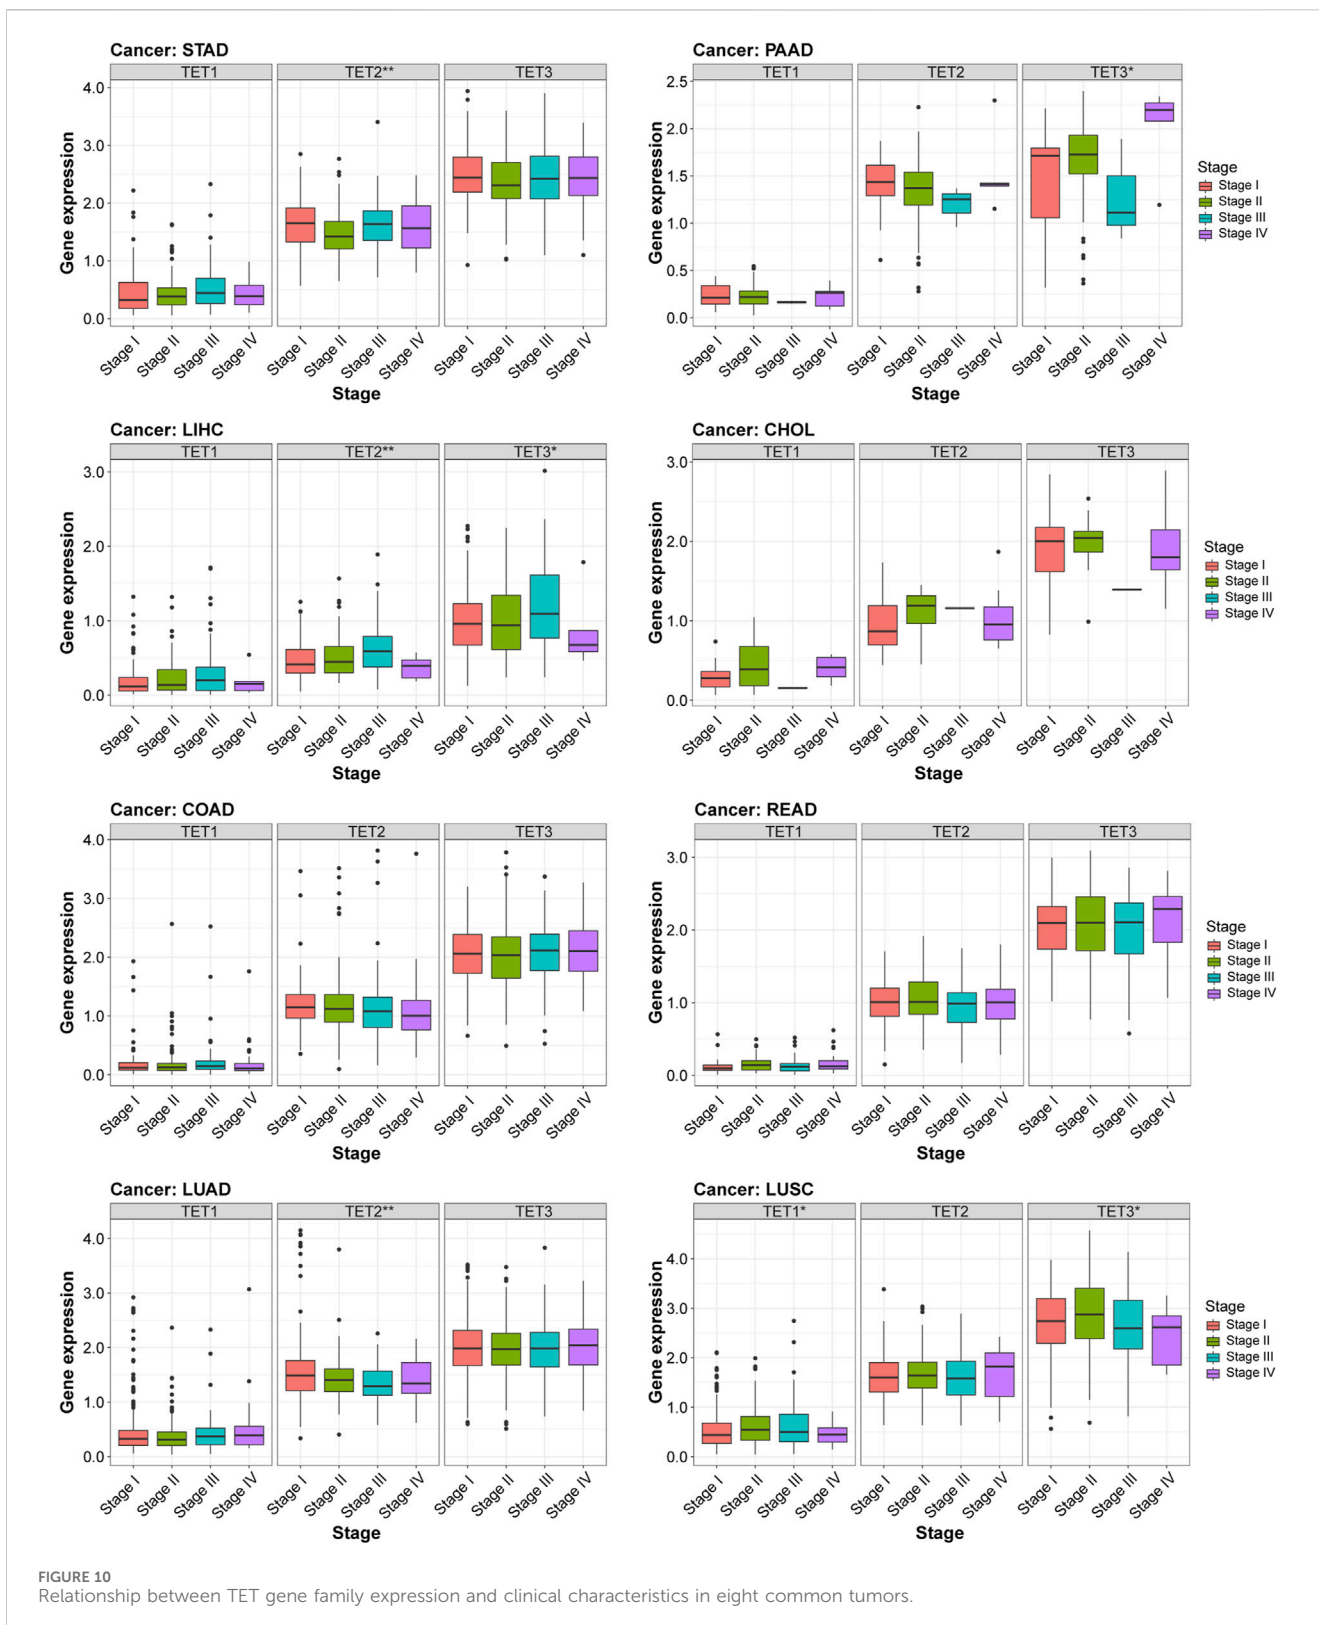 Cancer: STAD
TET1 TET2** TET3
Gene expression
4.0
3.0
2.0
1.0
0.0
Stage I Stage II Stage III Stage IV Stage I Stage II Stage III Stage IV Stage I Stage II Stage III Stage IV
Stage
Cancer: PAAD
TET1 TET2 TET3*
Gene expression
2.5
2.0
1.5
1.0
0.5
0.0
Stage I Stage II Stage III Stage IV Stage I Stage II Stage III Stage IV Stage I Stage II Stage III Stage IV
Stage
Stage
Stage I
Stage II
Stage III
Stage IV
Cancer: LIHC
TET1 TET2** TET3*
Gene expression
3.0
2.0
1.0
0.0
Stage I Stage II Stage III Stage IV Stage I Stage II Stage III Stage IV Stage I Stage II Stage III Stage IV
Stage
Cancer: CHOL
TET1 TET2 TET3
Gene expression
3.0
2.0
1.0
0.0
Stage I Stage II Stage III Stage IV Stage I Stage II Stage III Stage IV Stage I Stage II Stage III Stage IV
Stage
Stage
Stage I
Stage II
Stage III
Stage IV
Cancer: COAD
TET1 TET2 TET3
Gene expression
4.0
3.0
2.0
1.0
0.0
Stage I Stage II Stage III Stage IV Stage I Stage II Stage III Stage IV Stage I Stage II Stage III Stage IV
Stage
Cancer: READ
TET1 TET2 TET3
Gene expression
3.0
2.0
1.0
0.0
Stage I Stage II Stage III Stage IV Stage I Stage II Stage III Stage IV Stage I Stage II Stage III Stage IV
Stage
Stage
Stage I
Stage II
Stage III
Stage IV
Cancer: LUAD
TET1 TET2** TET3
Gene expression
4.0
3.0
2.0
1.0
0.0
Stage I Stage II Stage III Stage IV Stage I Stage II Stage III Stage IV Stage I Stage II Stage III Stage IV
Stage
Cancer: LUSC
TET1* TET2 TET3*
Gene expression
4.0
3.0
2.0
1.0
0.0
Stage I Stage II Stage III Stage IV Stage I Stage II Stage III Stage IV Stage I Stage II Stage III Stage IV
Stage
Stage
Stage I
Stage II
Stage III
Stage IV
FIGURE 10
Relationship between TET gene family expression and clinical characteristics in eight common tumors.